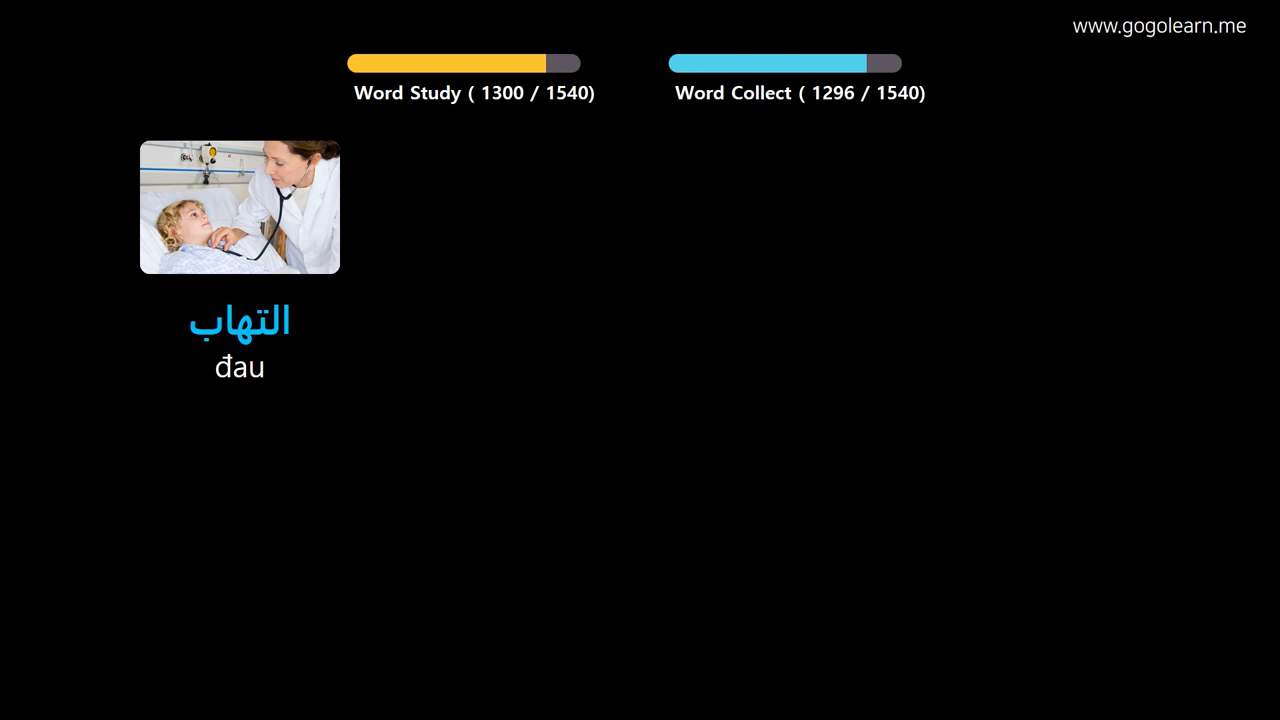 www.gogolearn.me
Word Study ( 1300 / 1540)
Word Collect ( 1296 / 1540)
التهاب
đau